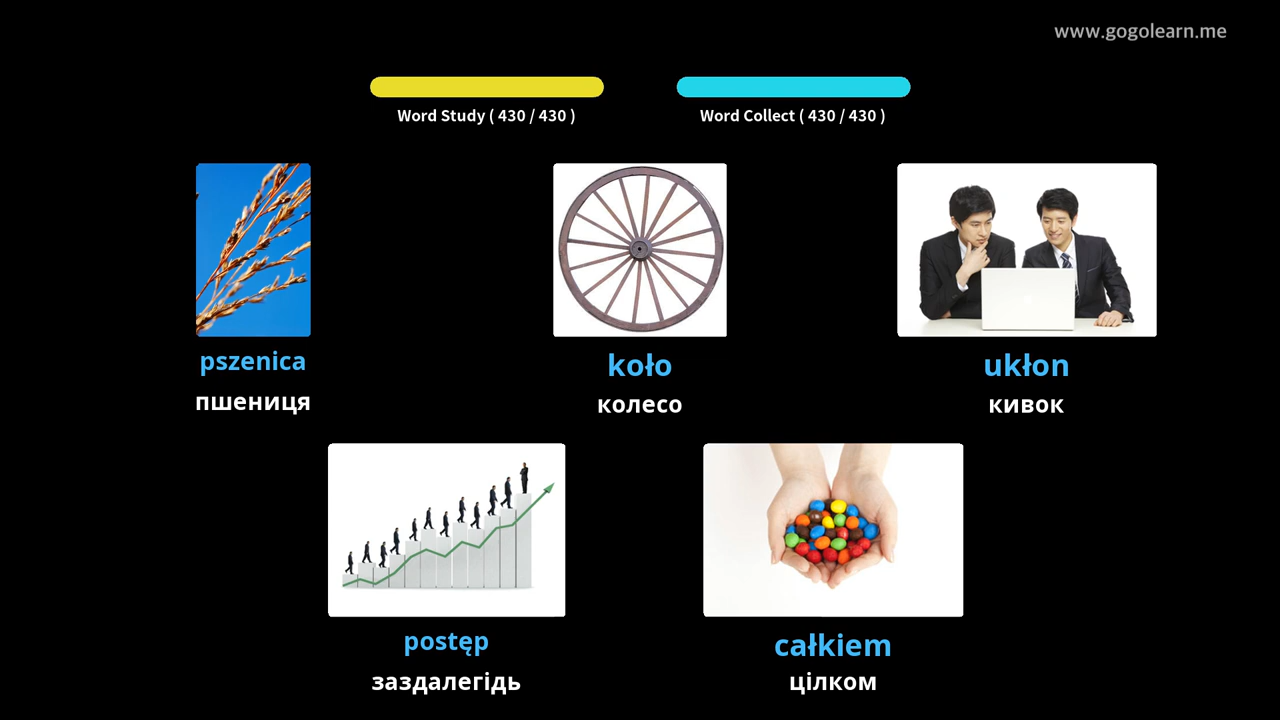 www.gogolearn.me
Word Study ( 430 / 430 )
Word Collect ( 430 / 430 )
pszenica
пшениця
koło
колесо
ukłon
кивок
postęp
заздалегідь
całkiem
цілком